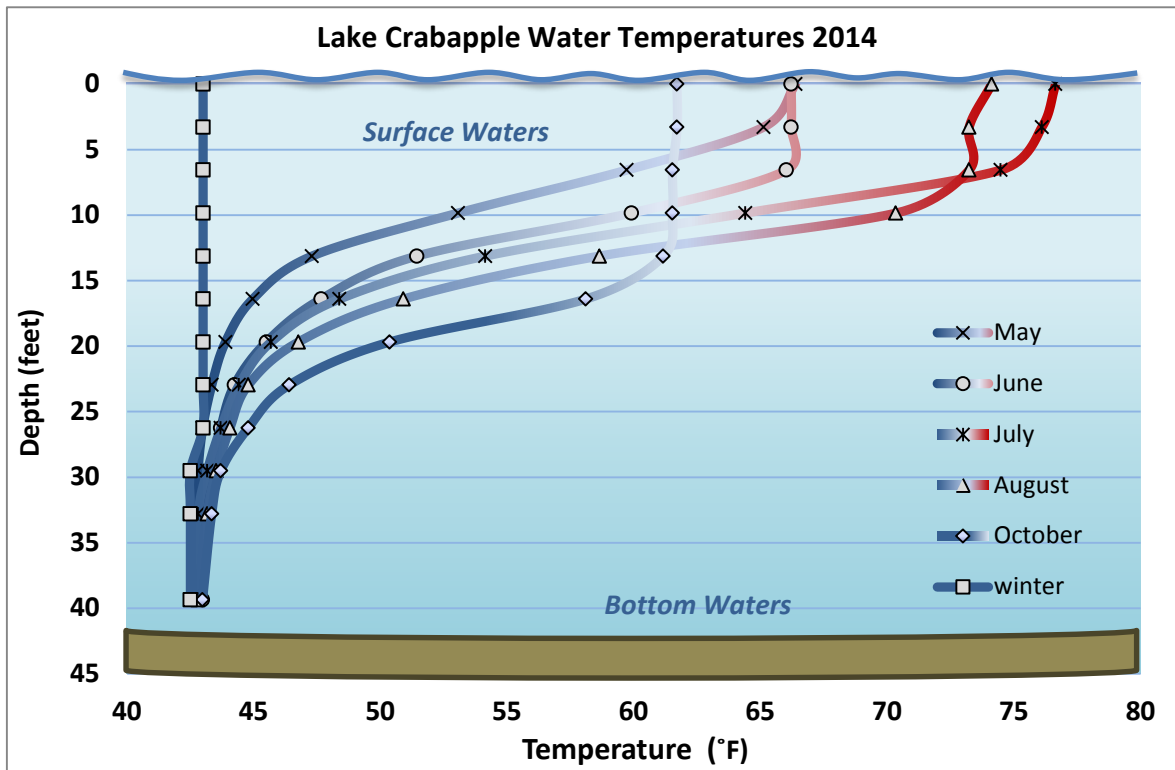 Lake Crabapple Water Temperatures 2014
0
5
10
15
20
25
30
35
40
45
Depth (feet)
Surface Waters
May
June
July
August
October
winter
Bottom Waters
40 45 50 55 60 65 70 75 80
Temperature (˚F)